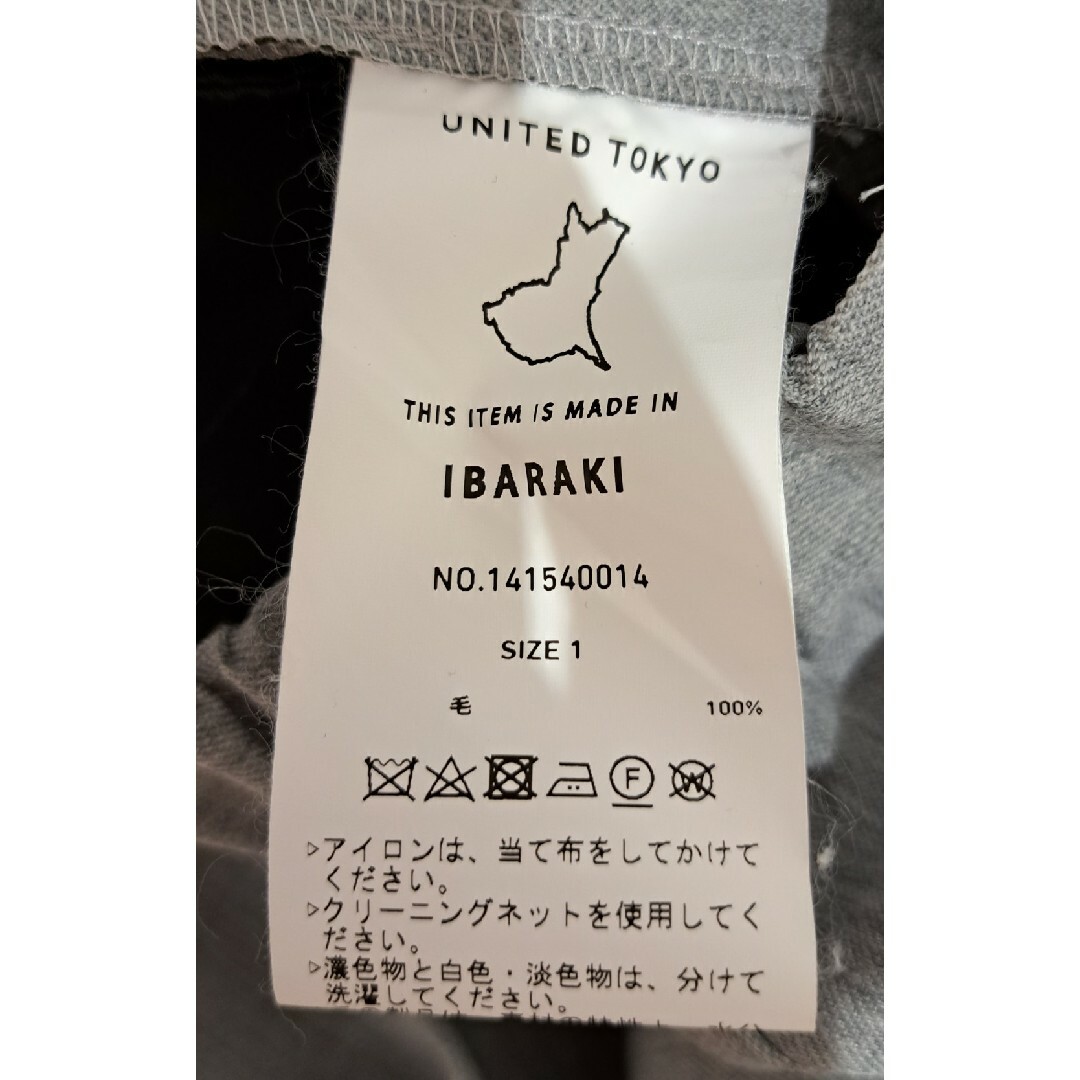 UNITED TOKYO
THIS ITEM IS MADE IN
IBARAKI
NO.141540014
SIZE 1
毛 100%
F W
▷アイロンは、当て布をしてかけて
ください。
▷クリーニングネットを使用してく
ださい。
▷濃色物と白色・淡色物は、分けて
洗濯してください。